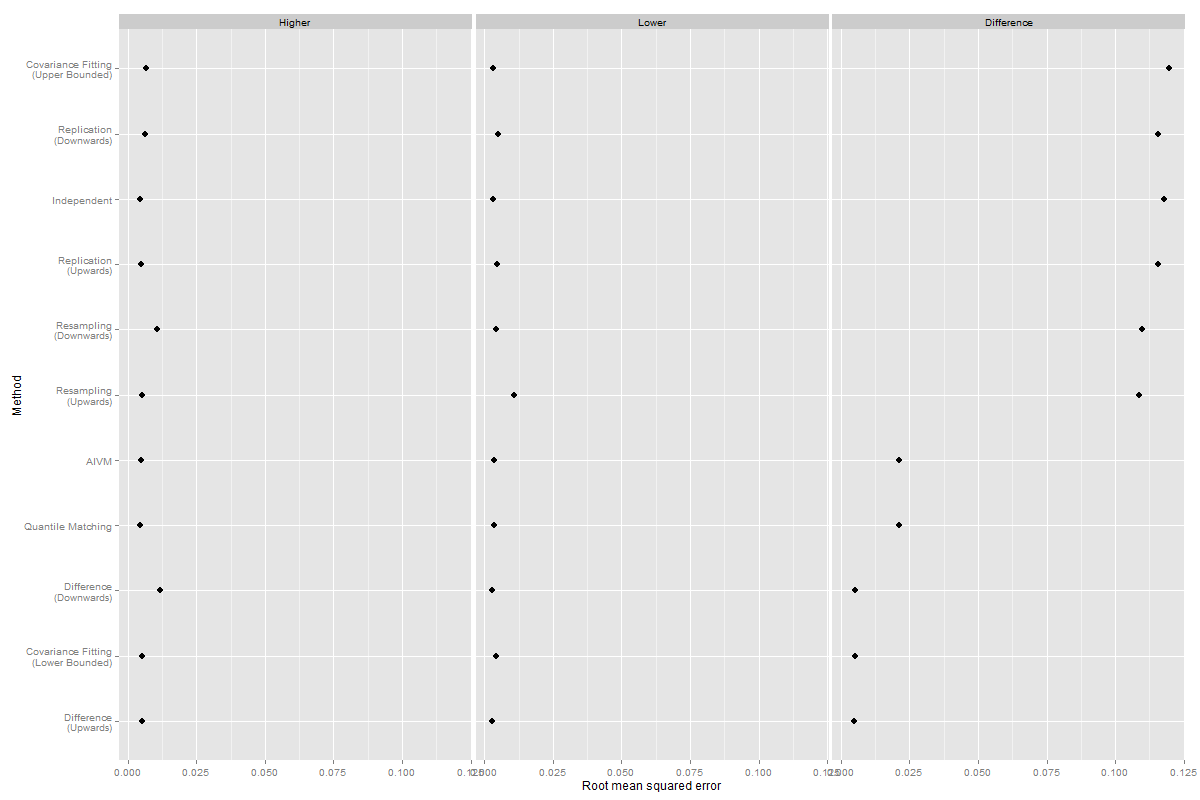 Higher
Lower
Difference
Covariance Fitting
(Upper Bounded)
Replication
(Downwards)
Independent
Replication
(Upwards)
Resampling
(Downwards)
Resampling
(Upwards)
AIVM
Quantile Matching
Difference
(Downwards)
Covariance Fitting
(Lower Bounded)
Difference
(Upwards)
Method
0.000 0.025 0.050 0.075 0.100 0.125
0.000 0.025 0.050 0.075 0.100 0.125
0.000 0.025 0.050 0.075 0.100 0.125
Root mean squared error